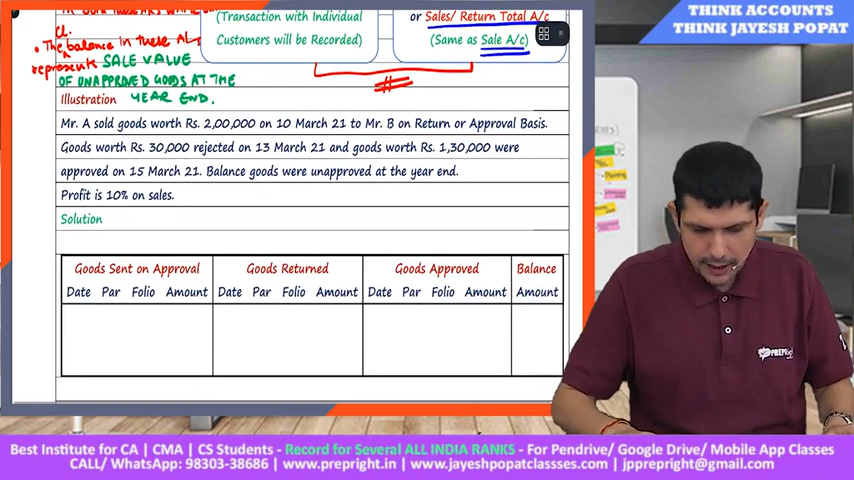 THINK ACCOUNTS
THINK JAYESH POPAT
(Transaction with Individual
Customers will be Recorded)
or Sales/ Return Total A/c
(Same as Sale A/c)
The balance in these A/
represents SALE VALUE
OF UNAPPROVED GOODS AT THE
YEAR END.
Illustration
Mr. A sold goods worth Rs. 2,00,000 on 10 March 21 to Mr. B on Return or Approval Basis.
Goods worth Rs. 30,000 rejected on 13 March 21 and goods worth Rs. 1,30,000 were
approved on 15 March 21. Balance goods were unapproved at the year end.
Profit is 10% on sales.
Solution
Goods Sent on Approval Goods Returned Goods Approved Balance
Date Par Folio Amount Date Par Folio Amount Date Par Folio Amount Amount
PREPRight
Best Institute for CA | CMA | CS Students - Record for Several ALL INDIA RANKS - For Pendrive/ Google Drive/ Mobile App Classes
CALL/ WhatsApp: 98303-38686 | www.prepright.in | www.jayeshpopatclassses.com | jpprepright@gmail.com